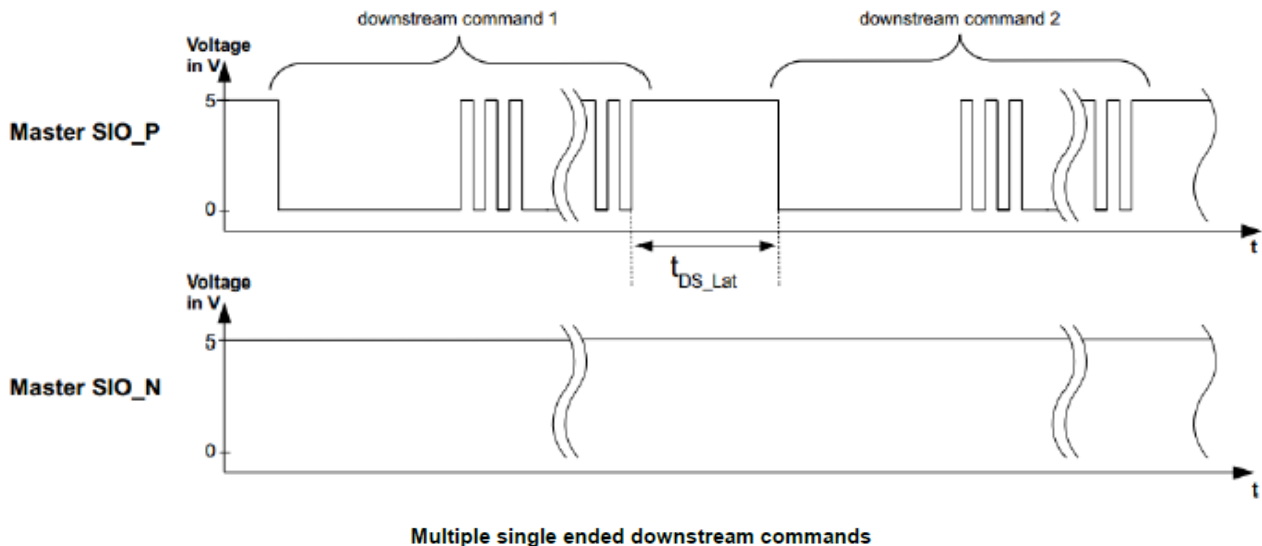 downstream command 1
downstream command 2
Voltage
in V
5
Master SIO_P
0
t
tDS_Lat
Voltage
in V
5
Master SIO_N
0
t
Multiple single ended downstream commands